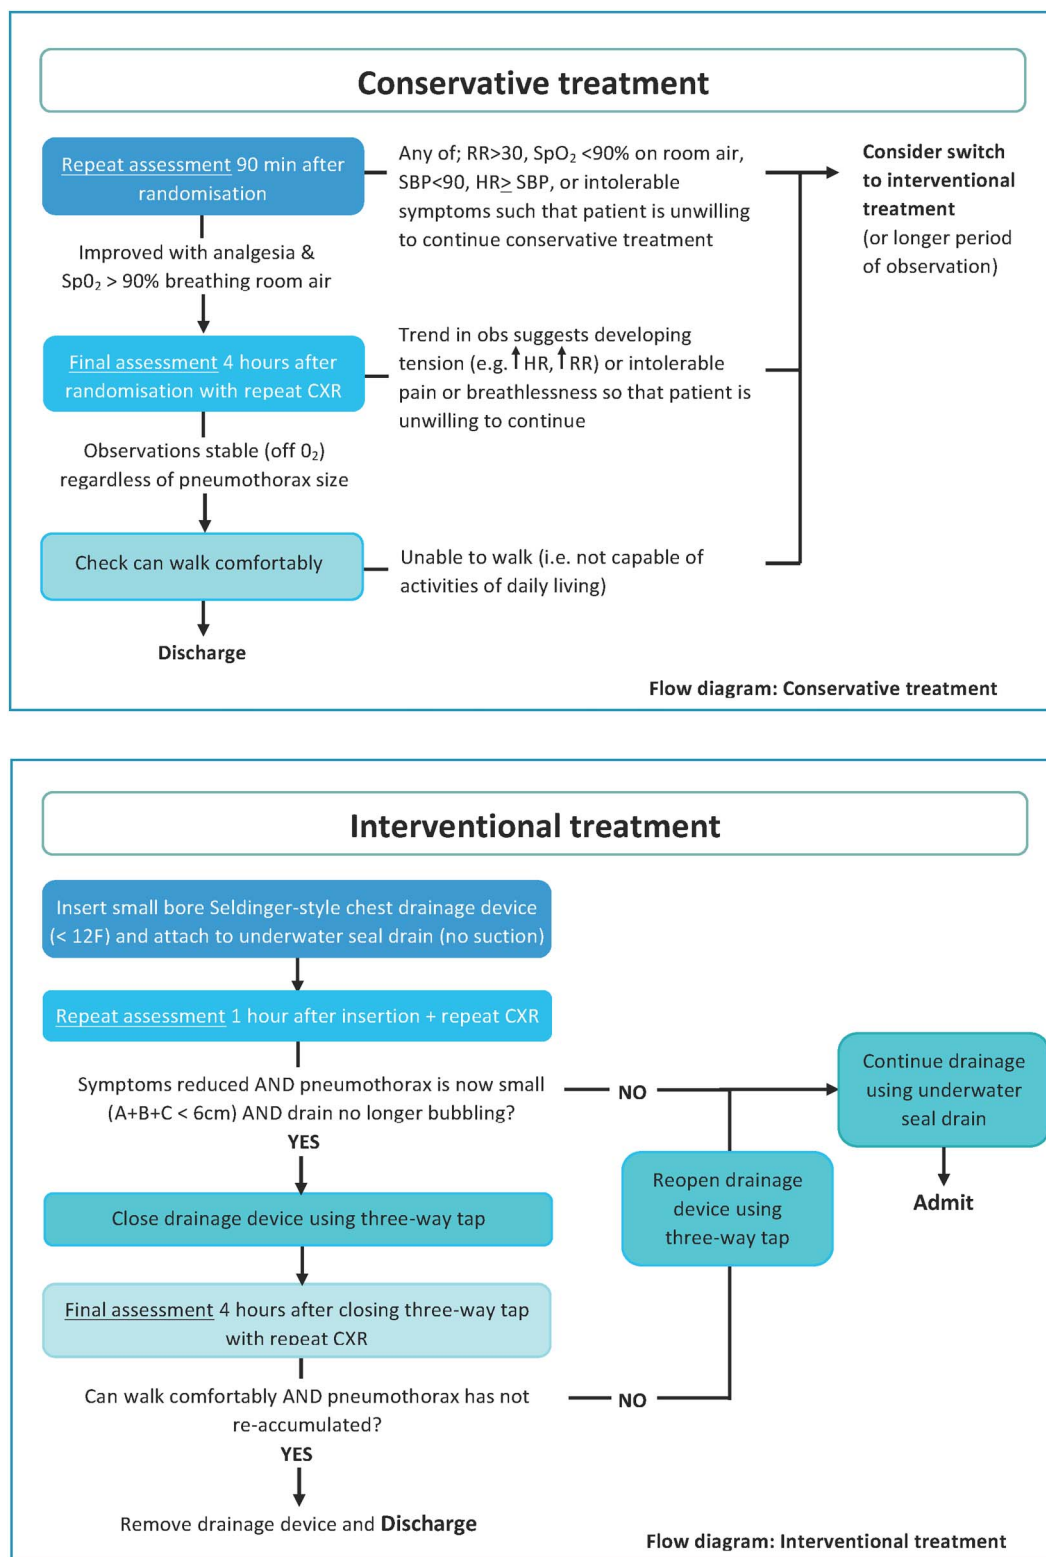 Conservative treatment
Repeat assessment 90 min after
randomisation
Any of; RR>30, SpO₂ <90% on room air,
SBP<90, HR≥ SBP, or intolerable
symptoms such that patient is unwilling
to continue conservative treatment
Consider switch
to interventional
treatment
(or longer period
of observation)
Improved with analgesia &
Sp0₂ > 90% breathing room air
Final assessment 4 hours after
randomisation with repeat CXR
Trend in obs suggests developing
tension (e.g.↑HR,↑RR) or intolerable
pain or breathlessness so that patient is
unwilling to continue
Observations stable (off 0₂)
regardless of pneumothorax size
Check can walk comfortably
Unable to walk (i.e. not capable of
activities of daily living)
Discharge
Flow diagram: Conservative treatment
Interventional treatment
Insert small bore Seldinger-style chest drainage device
(< 12F) and attach to underwater seal drain (no suction)
Repeat assessment 1 hour after insertion + repeat CXR
Symptoms reduced AND pneumothorax is now small
(A+B+C < 6cm) AND drain no longer bubbling?
NO
Continue drainage
using underwater
seal drain
YES
Admit
Reopen drainage
device using
three-way tap
Close drainage device using three-way tap
Final assessment 4 hours after closing three-way tap
with repeat CXR
Can walk comfortably AND pneumothorax has not
re-accumulated?
NO
YES
Remove drainage device and Discharge
Flow diagram: Interventional treatment